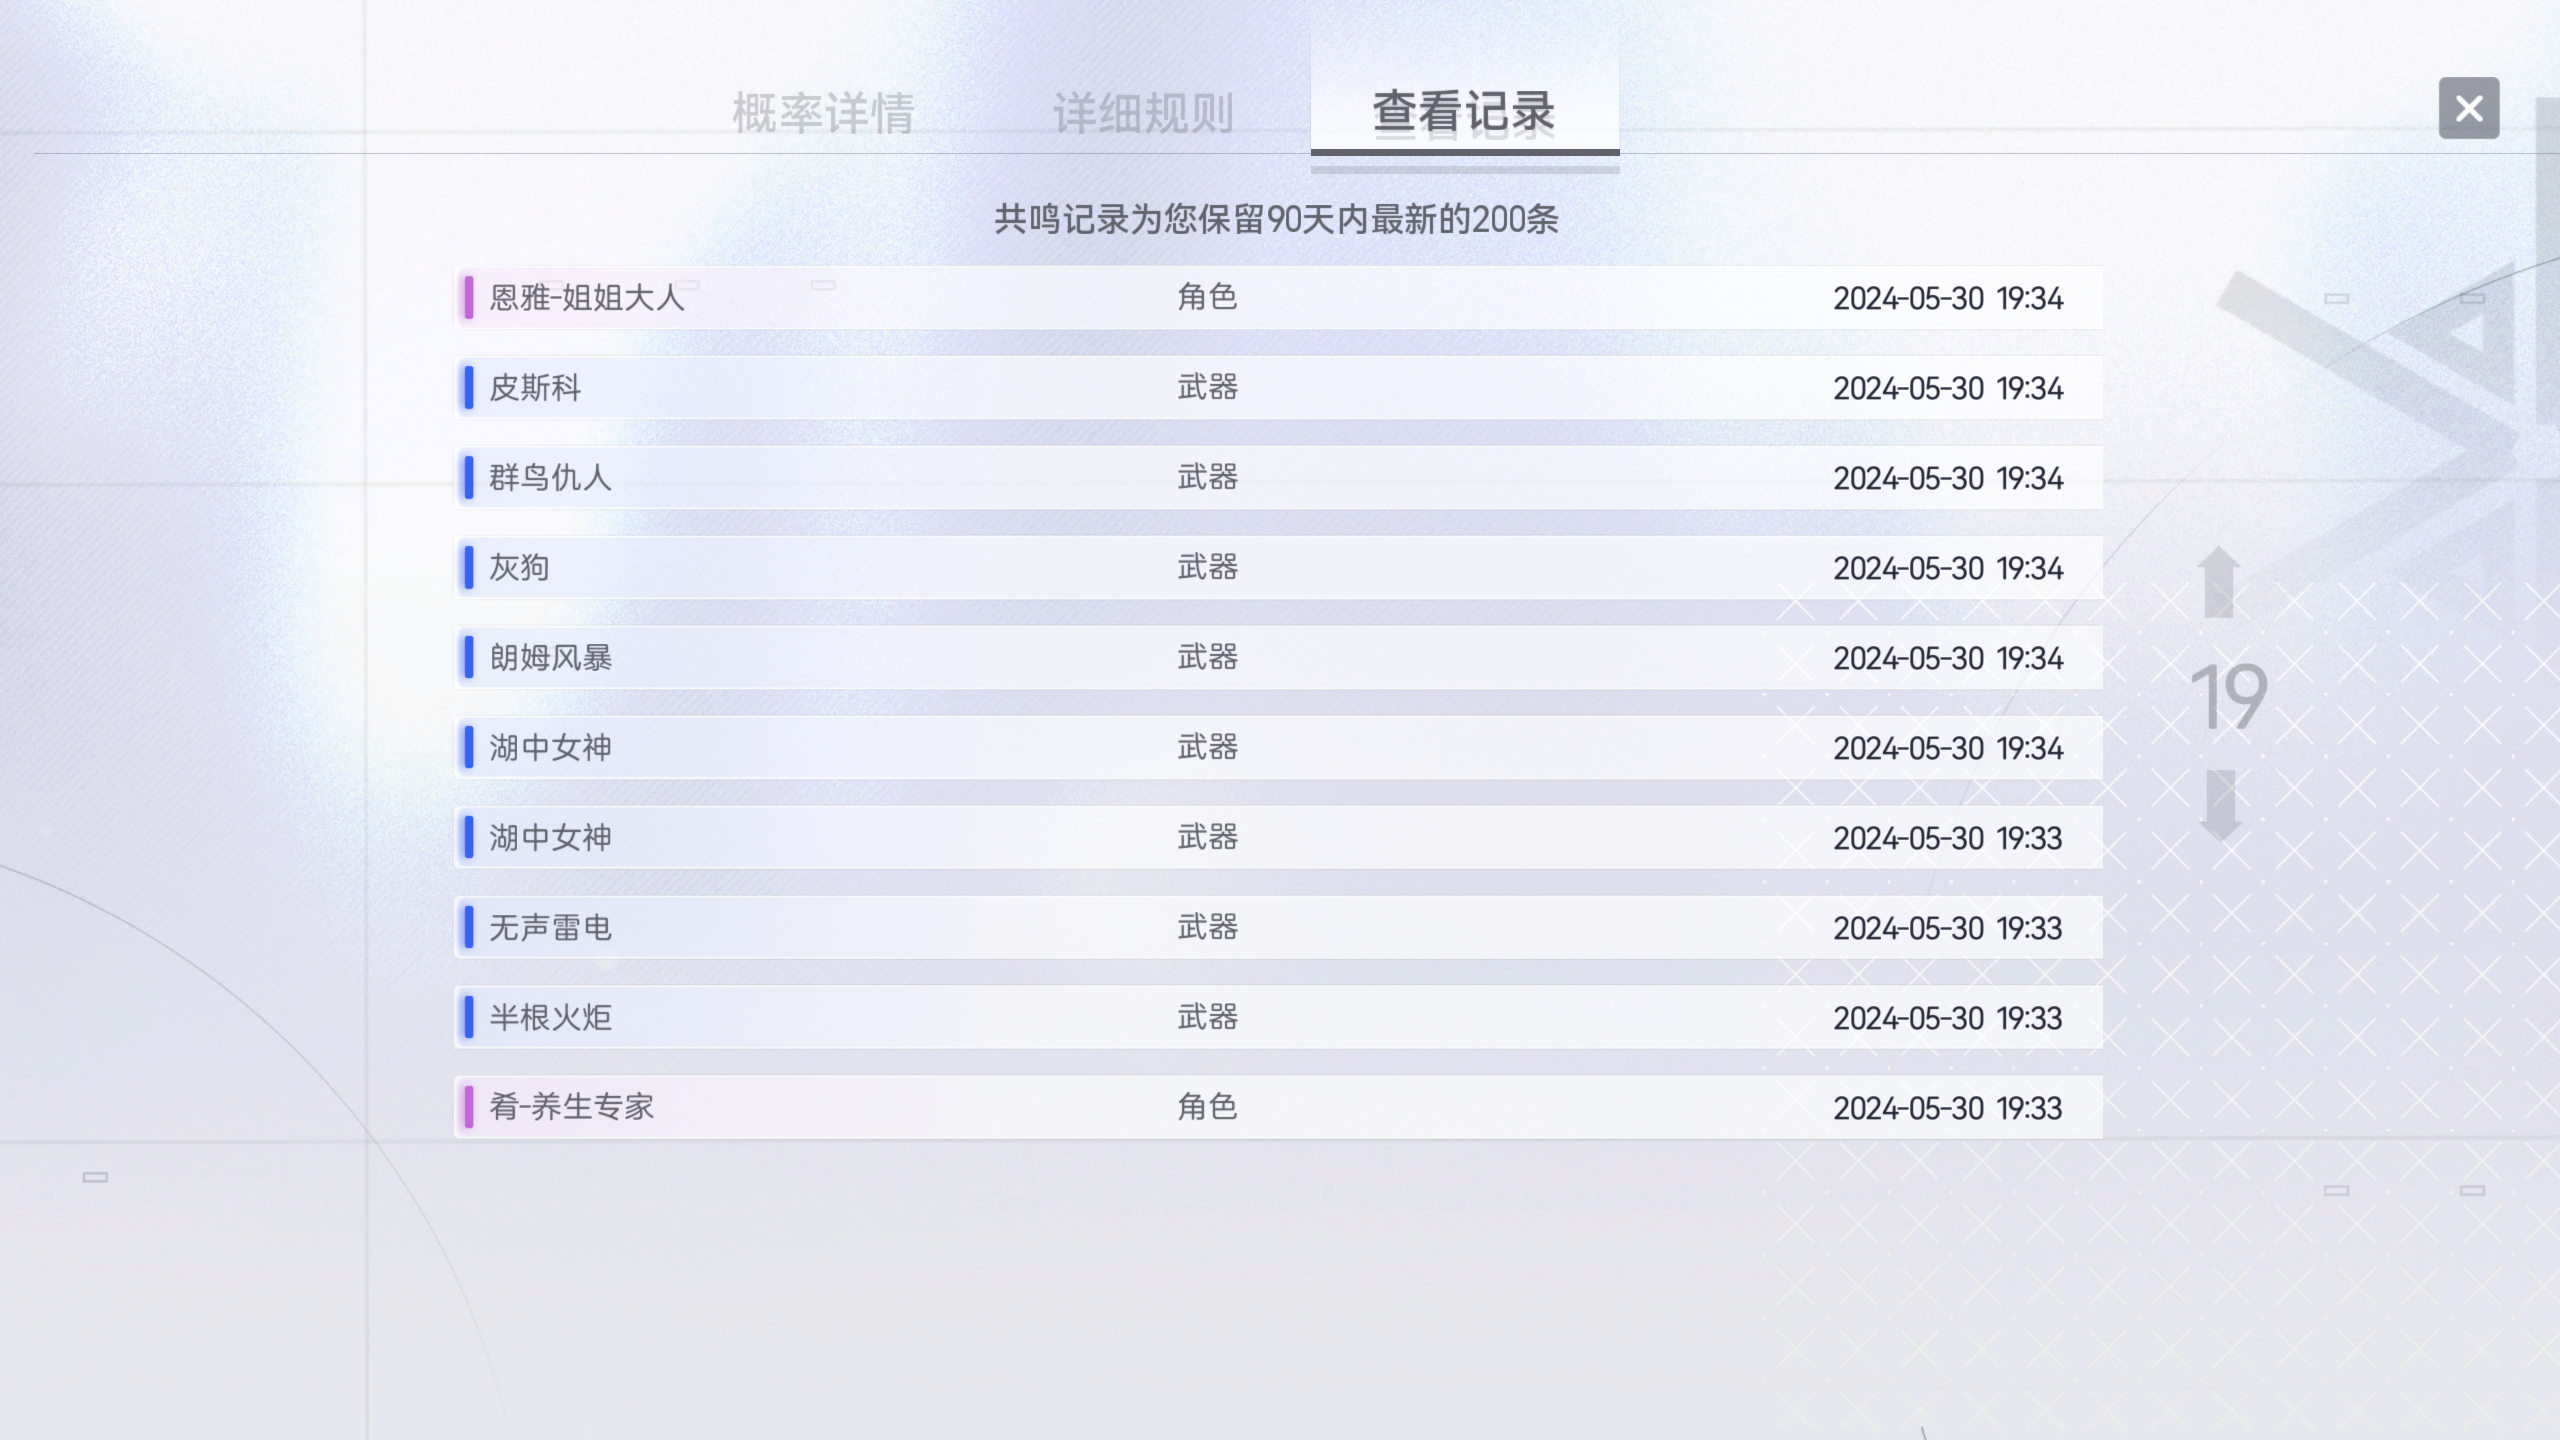 概率详情 详细规则 查看记录
共鸣记录为您保留90天内最新的200条
恩雅-姐姐大人 角色 2024-05-30 19:34
皮斯科 武器 2024-05-30 19:34
群鸟仇人 武器 2024-05-30 19:34
灰狗 武器 2024-05-30 19:34
朗姆风暴 武器 2024-05-30 19:34
湖中女神 武器 2024-05-30 19:34
湖中女神 武器 2024-05-30 19:33
无声雷电 武器 2024-05-30 19:33
半根火炬 武器 2024-05-30 19:33
肴-养生专家 角色 2024-05-30 19:33
19